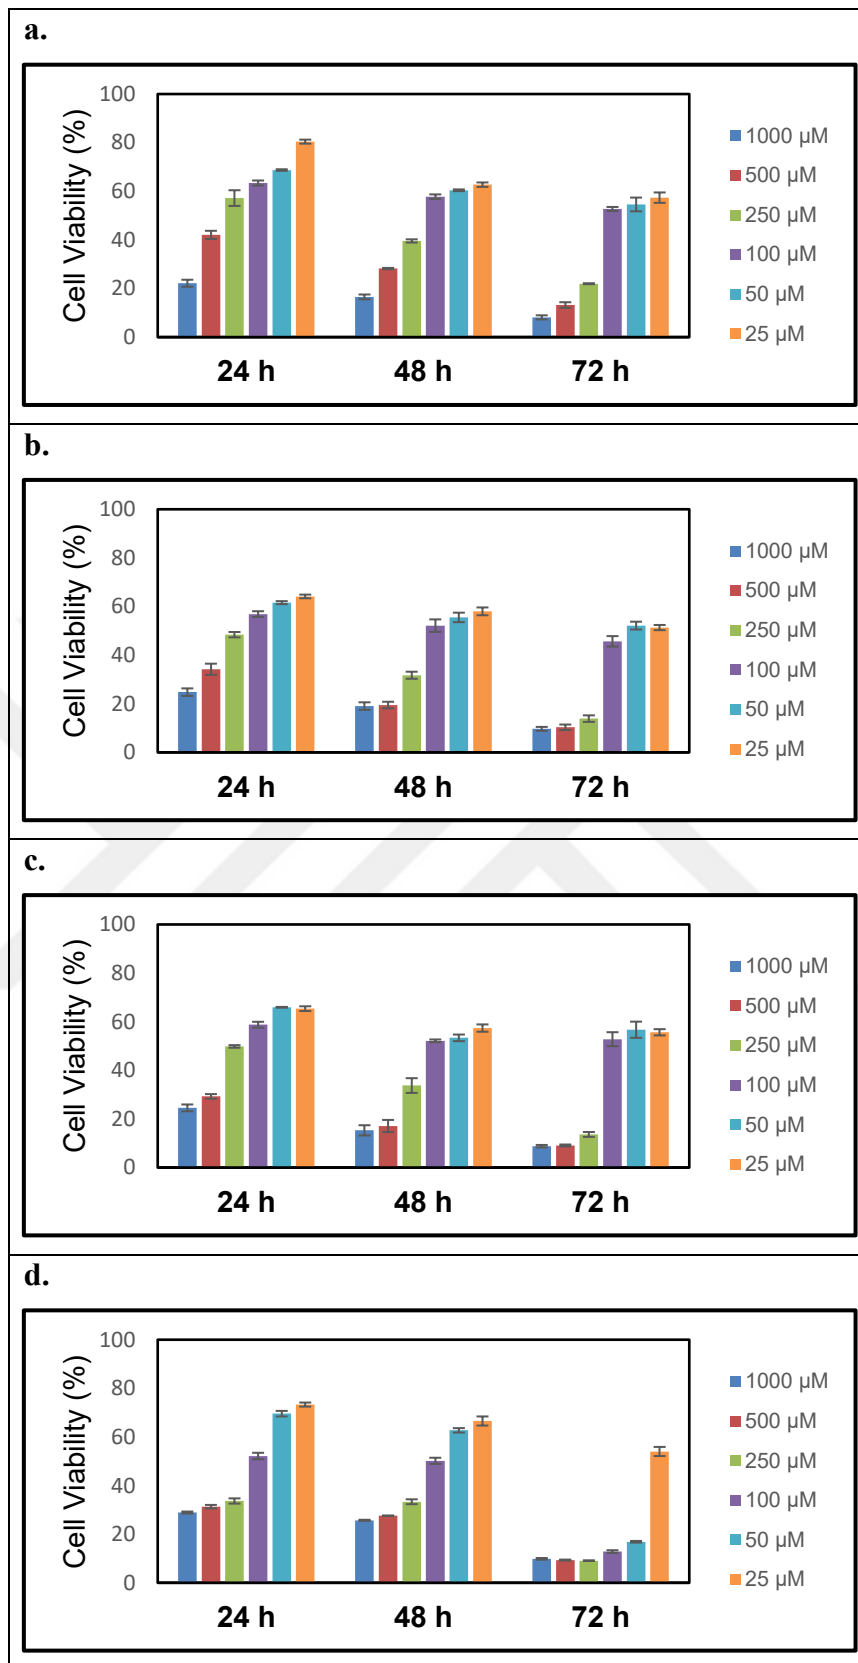 a.
Cell Viability (%)
100
80
60
40
20
0
24 h 48 h 72 h
1000 µM
500 µM
250 µM
100 µM
50 µM
25 µM
b.
Cell Viability (%)
100
80
60
40
20
0
24 h 48 h 72 h
1000 µM
500 µM
250 µM
100 µM
50 µM
25 µM
c.
Cell Viability (%)
100
80
60
40
20
0
24 h 48 h 72 h
1000 µM
500 µM
250 µM
100 µM
50 µM
25 µM
d.
Cell Viability (%)
100
80
60
40
20
0
24 h 48 h 72 h
1000 µM
500 µM
250 µM
100 µM
50 µM
25 µM